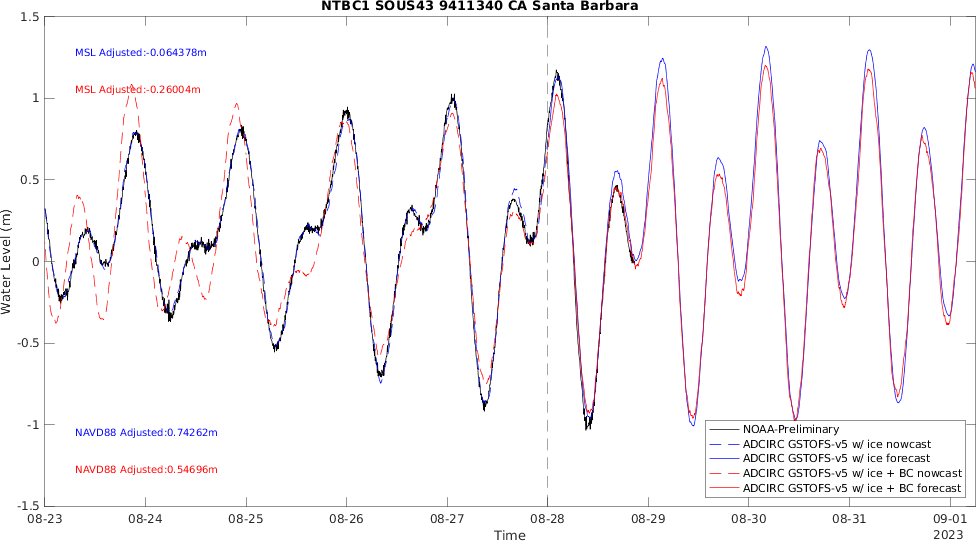 NTBC1 SOUS43 9411340 CA Santa Barbara
1.5
MSL Adjusted:-0.064378m
MSL Adjusted:-0.26004m
1
0.5
Water Level (m)
0
-0.5
-1
NAVD88 Adjusted:0.74262m
NAVD88 Adjusted:0.54696m
NOAA-Preliminary
ADCIRC GSTOFS-v5 w/ ice nowcast
ADCIRC GSTOFS-v5 w/ ice forecast
ADCIRC GSTOFS-v5 w/ ice + BC nowcast
ADCIRC GSTOFS-v5 w/ ice + BC forecast
-1.5
08-23 08-24 08-25 08-26 08-27 08-28 08-29 08-30 08-31 09-01
Time 2023